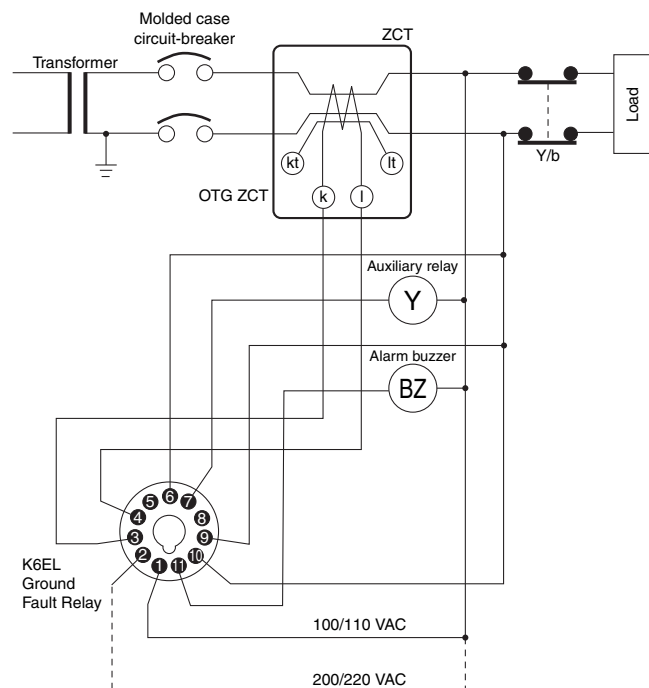 Molded case
circuit-breaker
ZCT
Transformer
Load
Y/b
kt
lt
OTG ZCT
k
l
Auxiliary relay
Y
Alarm buzzer
BZ
6
5
7
4
8
3
9
2
10
1
11
K6EL
Ground
Fault Relay
100/110 VAC
200/220 VAC